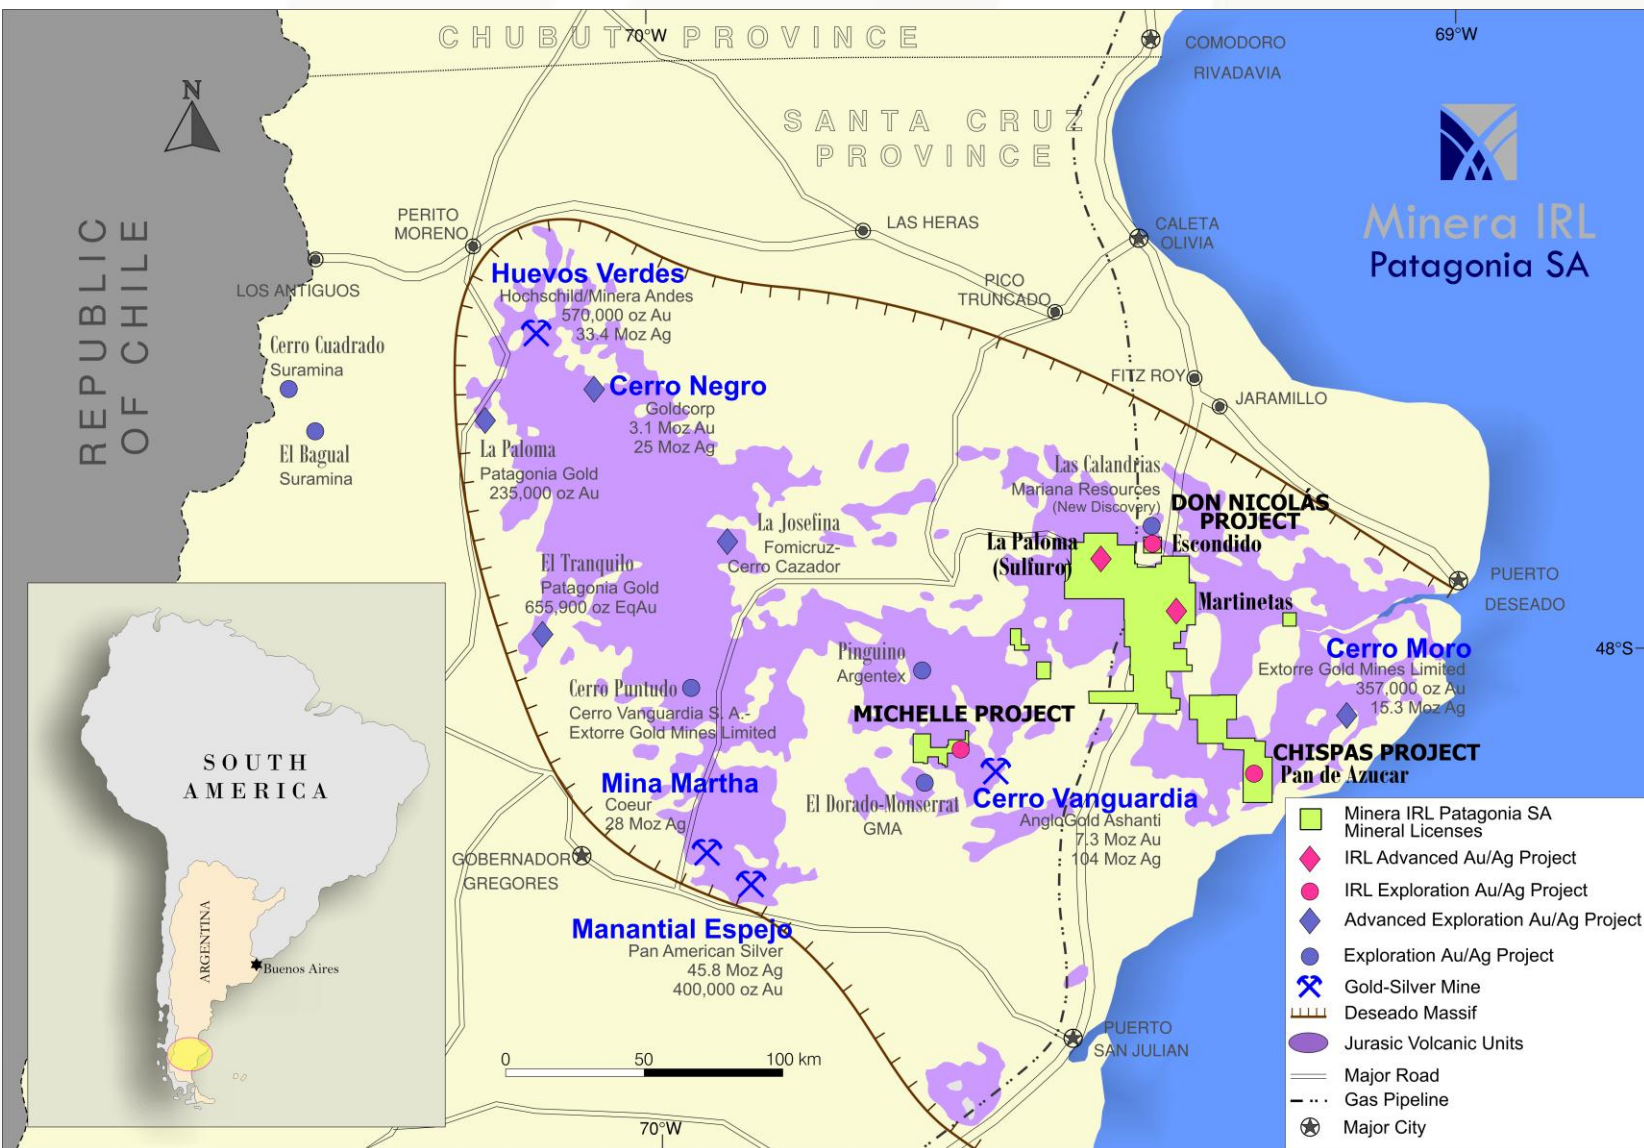 CHUBUT PROVINCE
70°W
69°W
COMODORO
RIVADAVIA
N
SANTA CRUZ
PROVINCE
Minera IRL
Patagonia SA
REPUBLIC
OF CHILE
PERITO
MORENO
LAS HERAS
CALETA
OLIVIA
LOS ANTIGUOS
PICO
TRUNCADO
Huevos Verdes
Hochschild/Minera Andes
570,000 oz Au
33.4 Moz Ag
Cerro Cuadrado
Suramina
El Bagual
Suramina
Cerro Negro
Goldcorp
3.1 Moz Au
25 Moz Ag
FITZ ROY
JARAMILLO
La Paloma
Patagonia Gold
235,000 oz Au
Las Calandrias
Mariana Resources
(New Discovery)
DON NICOLÁS
PROJECT
Escondido
La Josefina
Fomicruz-
Cerro Cazador
La Paloma
(Sulfuro)
El Tranquilo
Patagonia Gold
655,900 oz EqAu
Martinetas
PUERTO
DESEADO
Pinguino
Argentex
Cerro Moro
Extorre Gold Mines Limited
357,000 oz Au
15.3 Moz Ag
48°S
Cerro Puntudo
Cerro Vanguardia S. A.-
Extorre Gold Mines Limited
MICHELLE PROJECT
CHISPAS PROJECT
Pan de Azucar
Mina Martha
Coeur
28 Moz Ag
El Dorado-Monserrat
GMA
Cerro Vanguardia
AngloGold Ashanti
7.3 Moz Au
104 Moz Ag
GOBERNADOR
GREGORES
Manantial Espejo
Pan American Silver
45.8 Moz Ag
400,000 oz Au
PUERTO
SAN JULIAN
0 50 100 km
70°W
SOUTH
AMERICA
ARGENTINA
Buenos Aires
Minera IRL Patagonia SA
Mineral Licenses
IRL Advanced Au/Ag Project
IRL Exploration Au/Ag Project
Advanced Exploration Au/Ag Project
Exploration Au/Ag Project
Gold-Silver Mine
Deseado Massif
Jurasic Volcanic Units
Major Road
Gas Pipeline
Major City